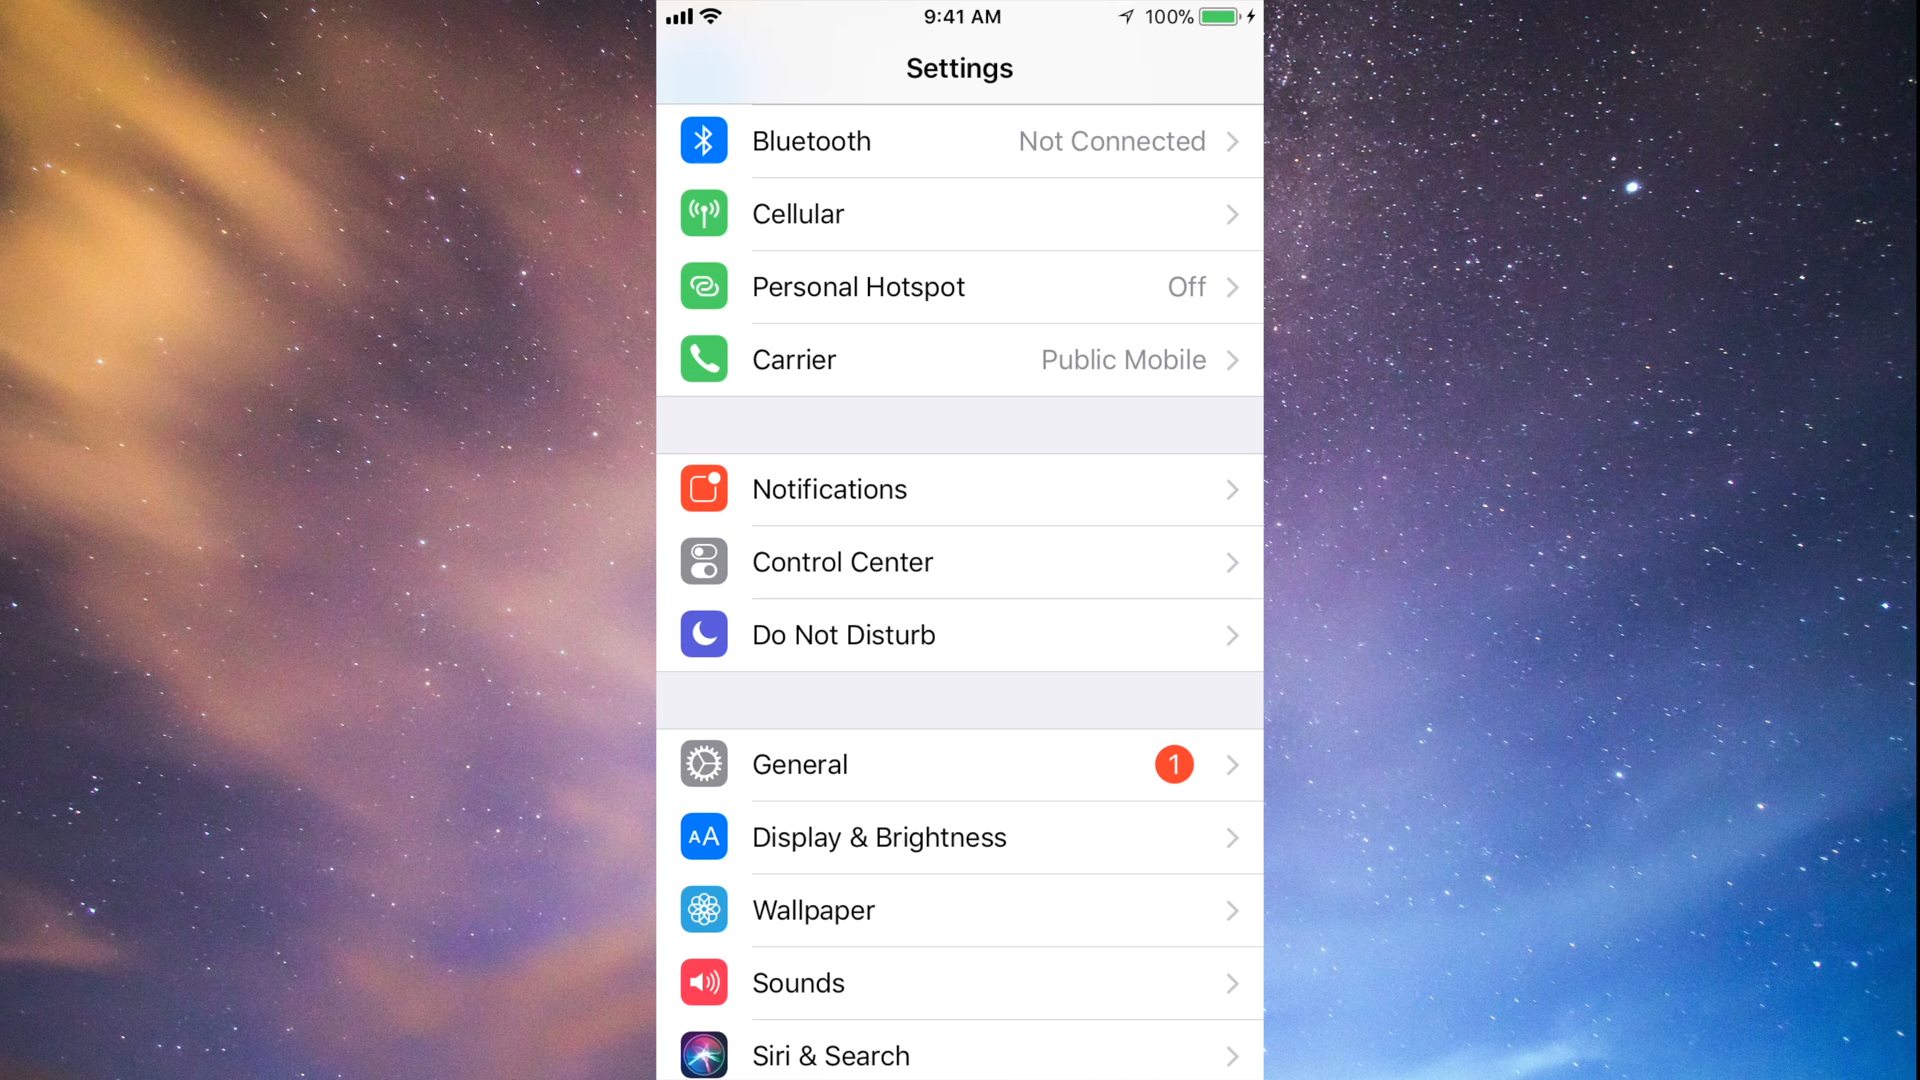 9:41 AM 100%
Settings
Bluetooth Not Connected
Cellular
Personal Hotspot Off
Carrier Public Mobile
Notifications
Control Center
Do Not Disturb
General 1
AA Display & Brightness
Wallpaper
Sounds
Siri & Search